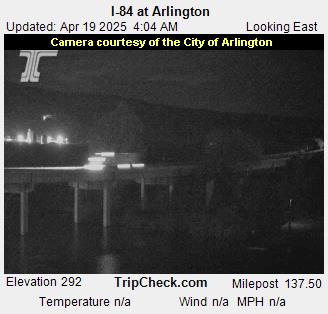 I-84 at Arlington
Updated: Apr 19 2025 4:04 AM Looking East
Camera courtesy of the City of Arlington
Elevation 292 TripCheck.com Milepost 137.50
Temperature n/a Wind n/a MPH n/a